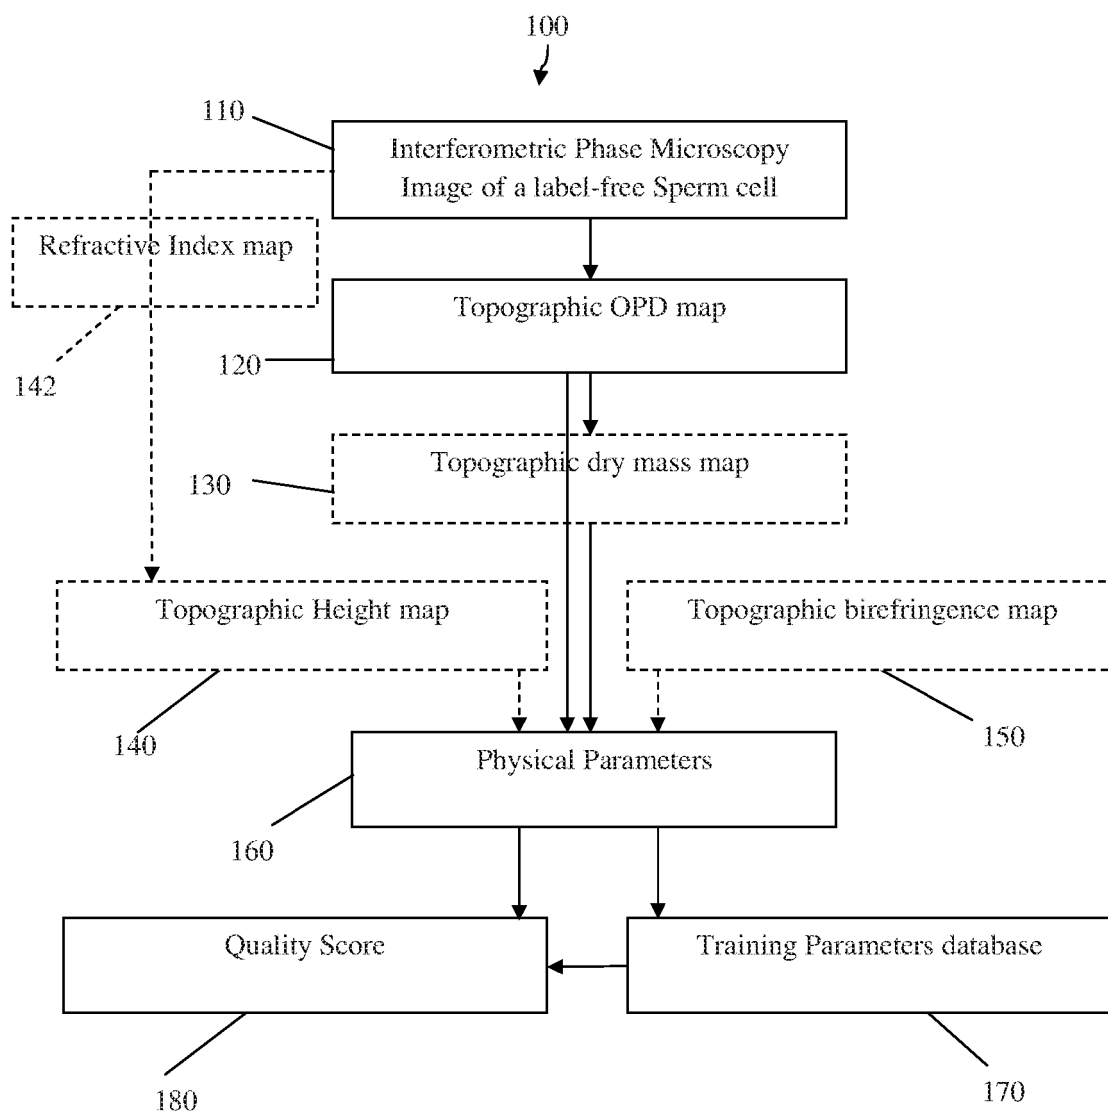 100
110
Interferometric Phase Microscopy
Image of a label-free Sperm cell
Refractive Index map
142
Topographic OPD map
120
Topographic dry mass map
130
Topographic Height map
140
Topographic birefringence map
150
Physical Parameters
160
Quality Score
180
Training Parameters database
170